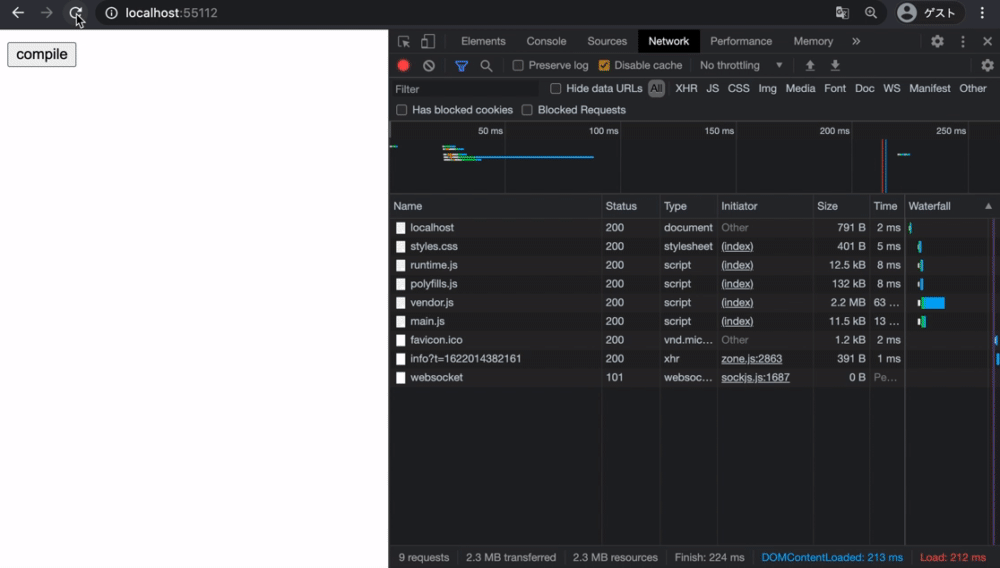 localhost:55112
ゲスト
compile
Elements Console Sources Network Performance Memory »
Preserve log Disable cache No throttling
Filter Hide data URLs All XHR JS CSS Img Media Font Doc WS Manifest Other
Has blocked cookies Blocked Requests
50 ms 100 ms 150 ms 200 ms 250 ms
Name Status Type Initiator Size Time Waterfall
localhost 200 document Other 791 B 2 ms
styles.css 200 stylesheet (index) 401 B 5 ms
runtime.js 200 script (index) 12.5 kB 8 ms
polyfills.js 200 script (index) 132 kB 8 ms
vendor.js 200 script (index) 2.2 MB 63 ...
main.js 200 script (index) 11.5 kB 13 ...
favicon.ico 200 vnd.mic... Other 1.2 kB 2 ms
info?t=1622014382161 200 xhr zone.js:2863 391 B 1 ms
websocket 101 websoc... sockjs.js:1687 0 B Pe...
9 requests 2.3 MB transferred 2.3 MB resources Finish: 224 ms DOMContentLoaded: 213 ms Load: 212 ms